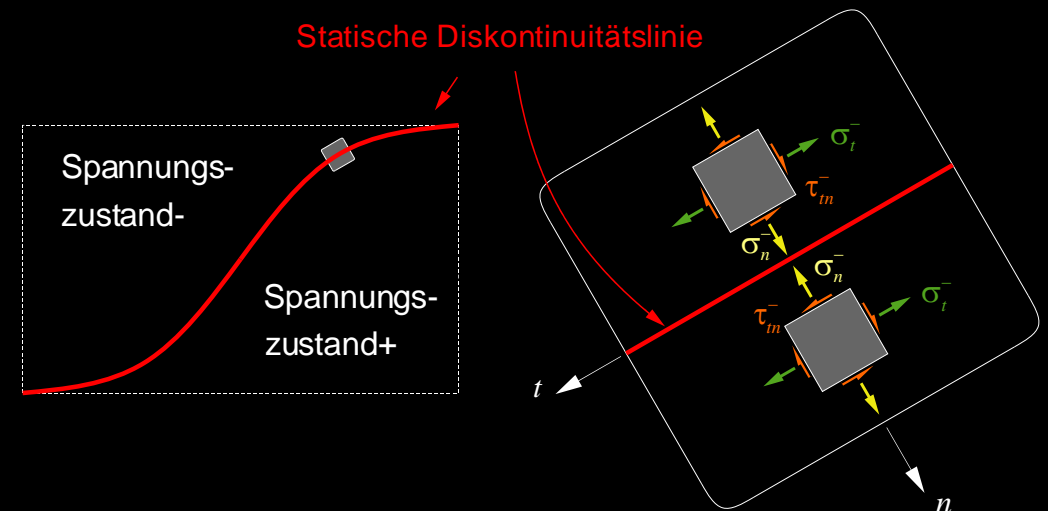 Statische Diskontinuitätslinie
Spannungs-
zustand-
Spannungs-
zustand+
σₜ⁻
τₜₙ⁻
σₙ⁻
σₙ⁻
σₜ⁻
τₜₙ⁻
t
n